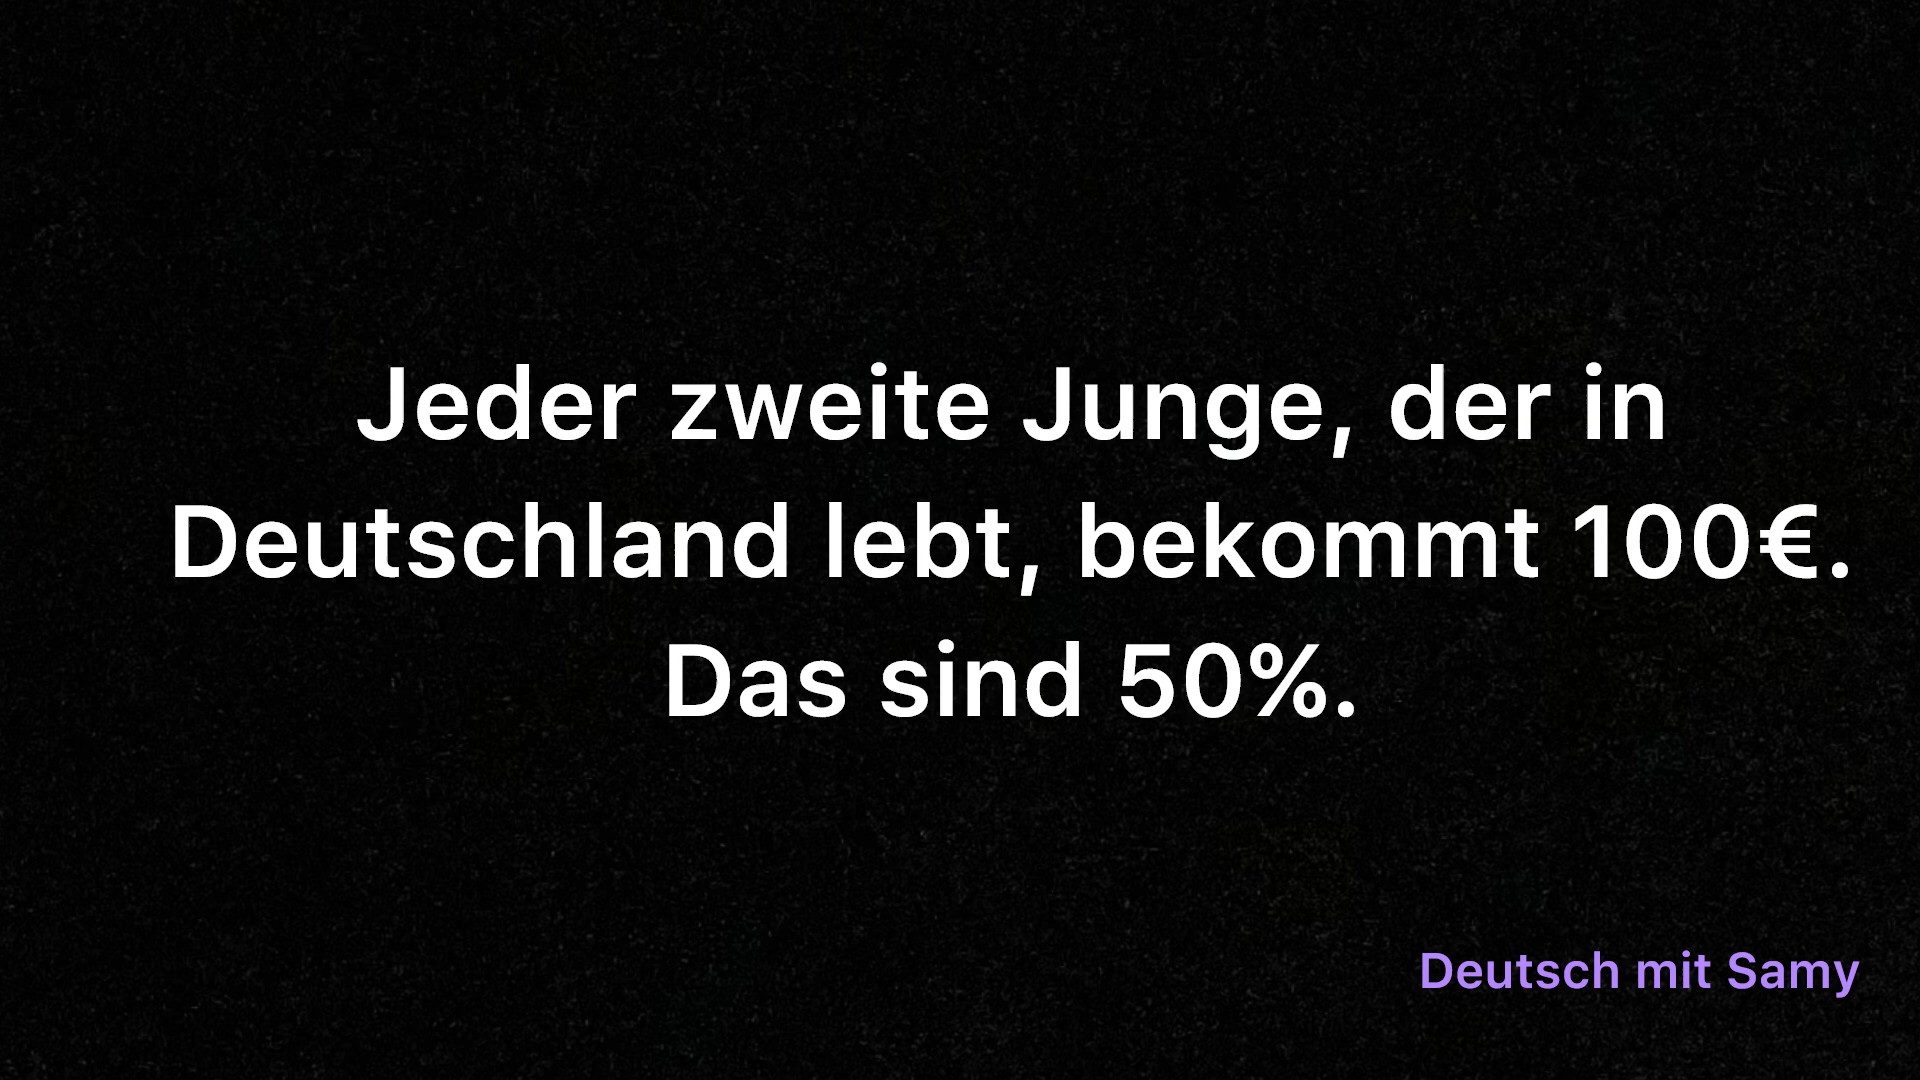 Jeder zweite Junge, der in
Deutschland lebt, bekommt 100€.
Das sind 50%.
Deutsch mit Samy